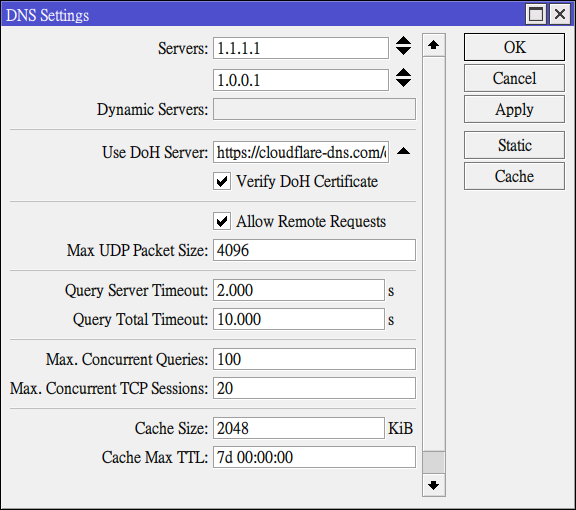 DNS Settings
Servers: 1.1.1.1
1.0.0.1
Dynamic Servers:
Use DoH Server: https://cloudflare-dns.com/
Verify DoH Certificate
Allow Remote Requests
Max UDP Packet Size: 4096
Query Server Timeout: 2.000 s
Query Total Timeout: 10.000 s
Max. Concurrent Queries: 100
Max. Concurrent TCP Sessions: 20
Cache Size: 2048 KiB
Cache Max TTL: 7d 00:00:00
OK
Cancel
Apply
Static
Cache